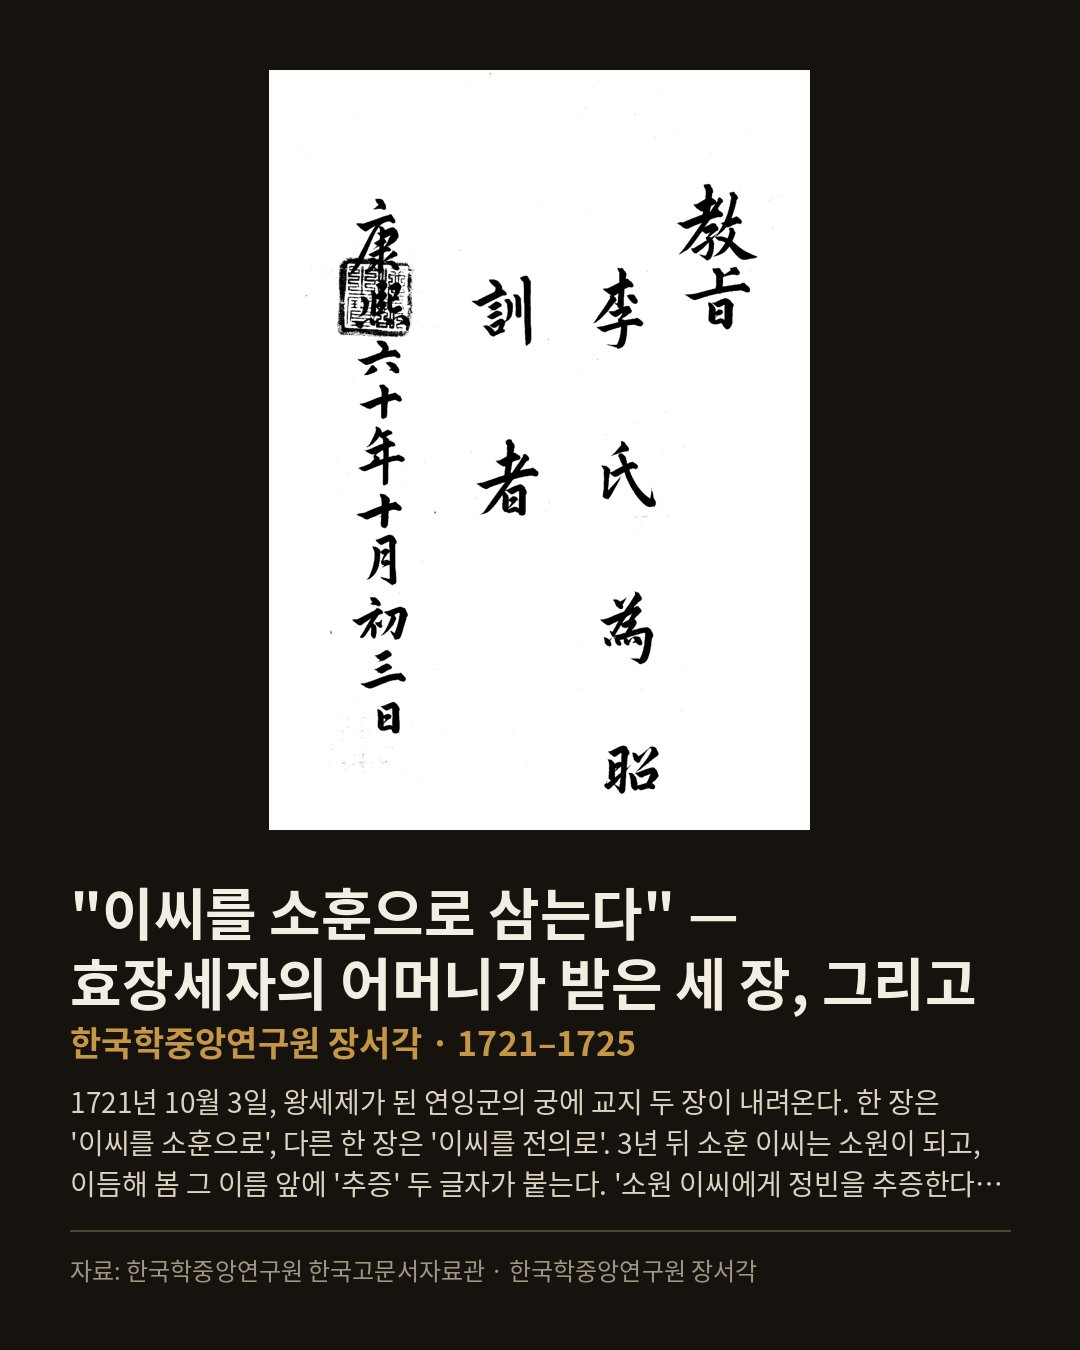 教旨
李氏為昭
訓者
康熙六十年十月初三日
"이씨를 소훈으로 삼는다" —
효장세자의 어머니가 받은 세 장, 그리고
한국학중앙연구원 장서각 · 1721–1725
1721년 10월 3일, 왕세제가 된 연잉군의 궁에 교지 두 장이 내려온다. 한 장은
'이씨를 소훈으로', 다른 한 장은 '이씨를 전의로'. 3년 뒤 소훈 이씨는 소원이 되고,
이듬해 봄 그 이름 앞에 '추증' 두 글자가 붙는다. '소원 이씨에게 정빈을 추증한다…
자료: 한국학중앙연구원 한국고문서자료관 · 한국학중앙연구원 장서각